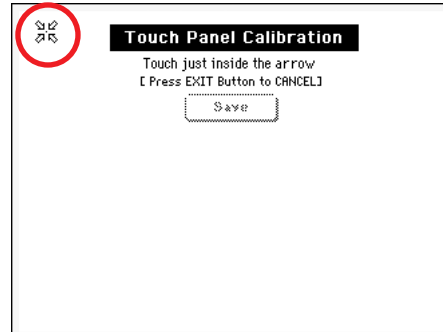 Touch Panel Calibration
Touch just inside the arrow
[ Press EXIT Button to CANCEL]
Save